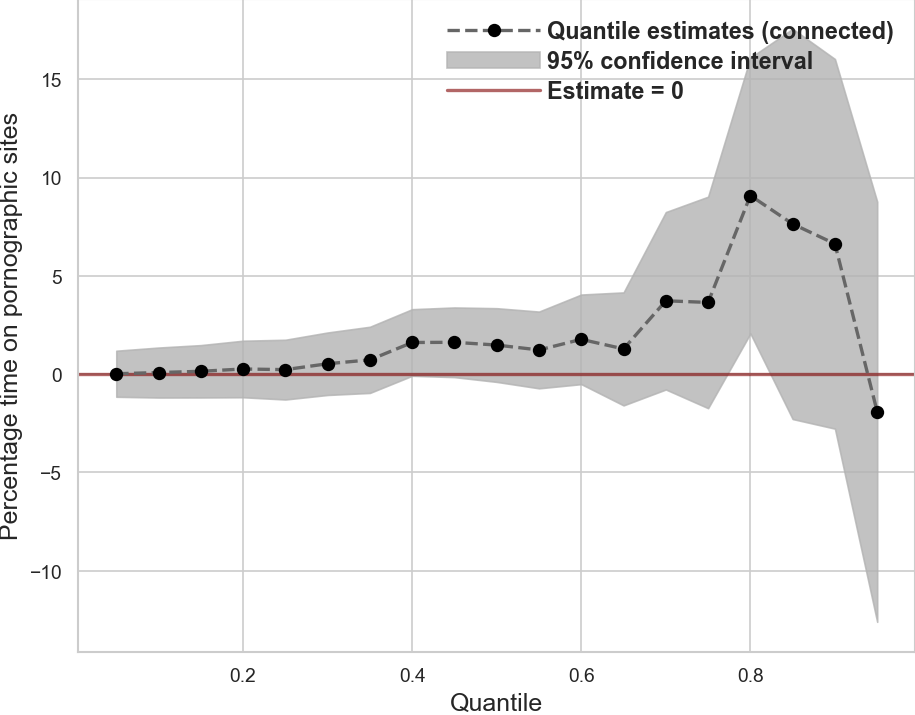 Quantile estimates (connected)
95% confidence interval
Estimate = 0
Percentage time on pornographic sites
15
10
5
0
−5
−10
0.2
0.4
0.6
0.8
Quantile